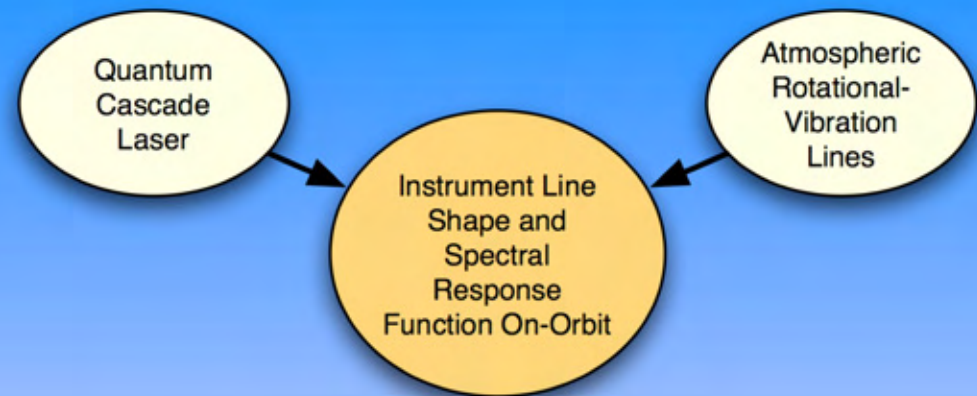 Quantum
Cascade
Laser
Atmospheric
Rotational-
Vibration
Lines
Instrument Line
Shape and
Spectral
Response
Function On-Orbit